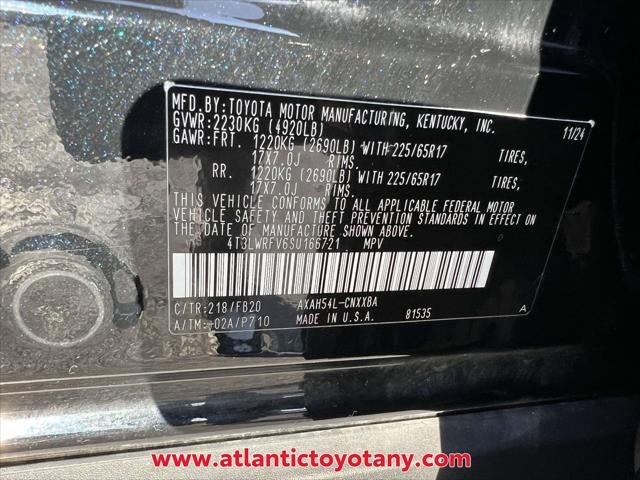 MFD.BY:TOYOTA MOTOR MANUFACTURING, KENTUCKY, INC.
GVWR:2230KG (4920LB) 11/24
GAWR:FRT. 1220KG (2690LB) WITH 225/65R17 TIRES,
17X7.0J RIMS.
RR. 1220KG (2690LB) WITH 225/65R17 TIRES,
17X7.0J RIMS.
THIS VEHICLE CONFORMS TO ALL APPLICABLE FEDERAL MOTOR
VEHICLE SAFETY AND THEFT PREVENTION STANDARDS IN EFFECT ON
THE DATE OF MANUFACTURE SHOWN ABOVE.
4T3LWRFV6SU166721 MPV
C/TR:218/FB20 AXAH54L-CNXXBA A
A/TM:-02A/P710 MADE IN U.S.A. 81535
www.atlantictoyotany.com